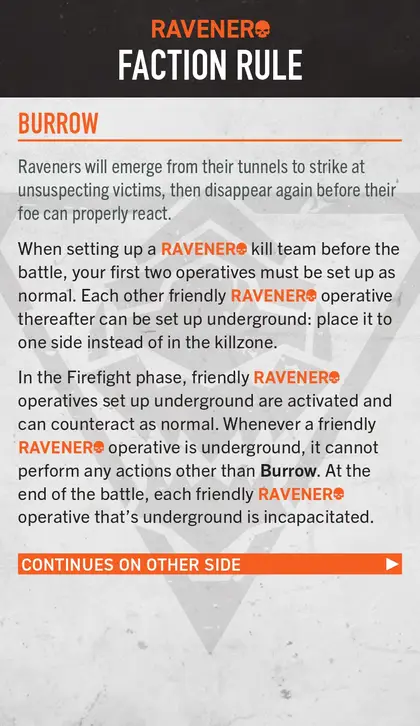 RAVENER
FACTION RULE
BURROW
Raveners will emerge from their tunnels to strike at
unsuspecting victims, then disappear again before their
foe can properly react.
When setting up a RAVENER kill team before the
battle, your first two operatives must be set up as
normal. Each other friendly RAVENER operative
thereafter can be set up underground: place it to
one side instead of in the killzone.
In the Firefight phase, friendly RAVENER
operatives set up underground are activated and
can counteract as normal. Whenever a friendly
RAVENER operative is underground, it cannot
perform any actions other than Burrow. At the
end of the battle, each friendly RAVENER
operative that's underground is incapacitated.
CONTINUES ON OTHER SIDE